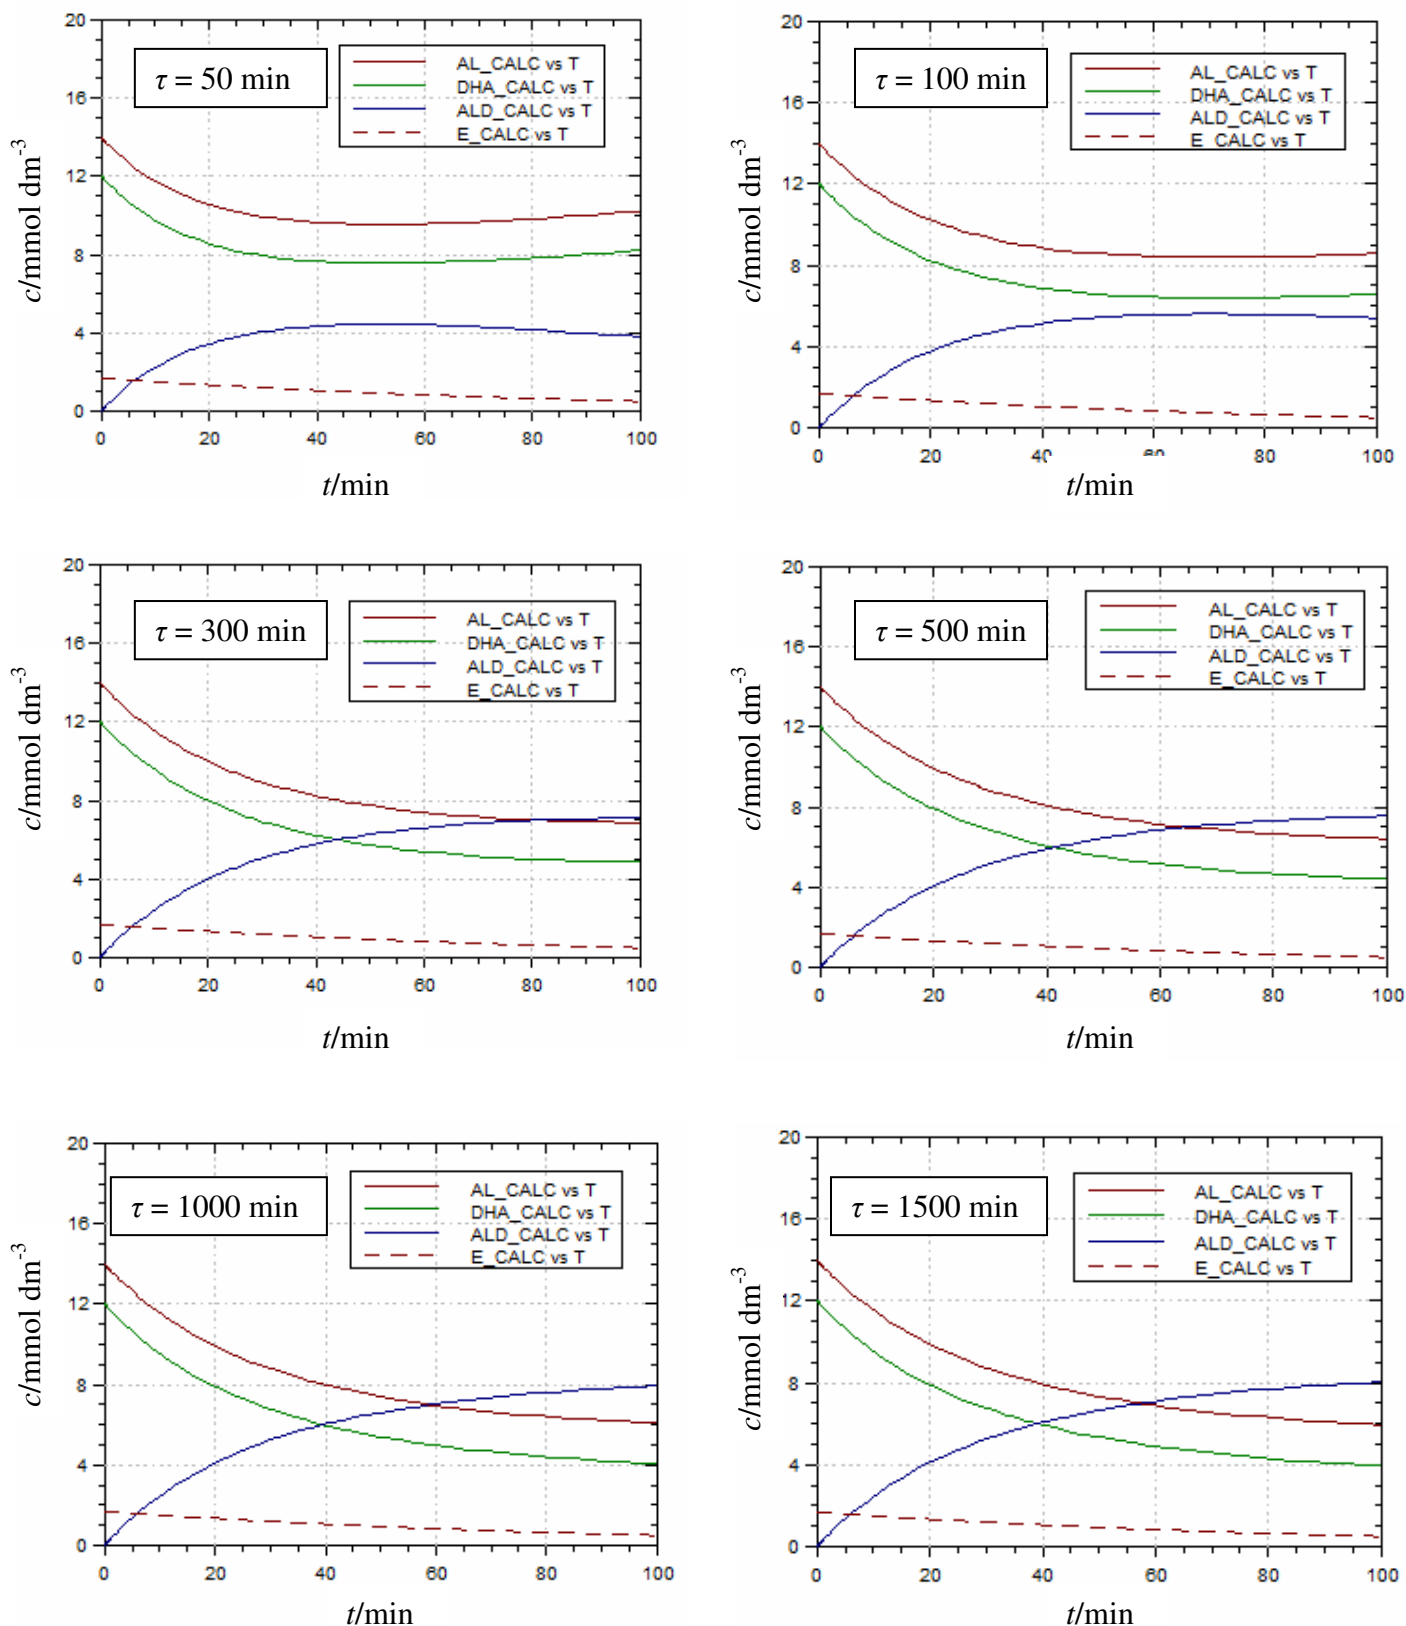 20
16
12
8
4
0
τ = 50 min
AL_CALC vs T
DHA_CALC vs T
ALD_CALC vs T
E_CALC vs T
c/mmol dm-3
0 20 40 60 80 100
t/min
20
16
12
8
4
0
τ = 100 min
AL_CALC vs T
DHA_CALC vs T
ALD_CALC vs T
E_CALC vs T
c/mmol dm-3
0 20 80 100
t/min
20
16
12
8
4
0
τ = 300 min
AL_CALC vs T
DHA_CALC vs T
ALD_CALC vs T
E_CALC vs T
c/mmol dm-3
0 20 40 60 80 100
t/min
20
16
12
8
4
0
τ = 500 min
AL_CALC vs T
DHA_CALC vs T
ALD_CALC vs T
E_CALC vs T
c/mmol dm-3
0 20 40 60 80 100
t/min
20
16
12
8
4
0
τ = 1000 min
AL_CALC vs T
DHA_CALC vs T
ALD_CALC vs T
E_CALC vs T
c/mmol dm-3
0 20 40 60 80 100
t/min
20
16
12
8
4
0
τ = 1500 min
AL_CALC vs T
DHA_CALC vs T
ALD_CALC vs T
E_CALC vs T
c/mmol dm-3
0 20 40 60 80 100
t/min